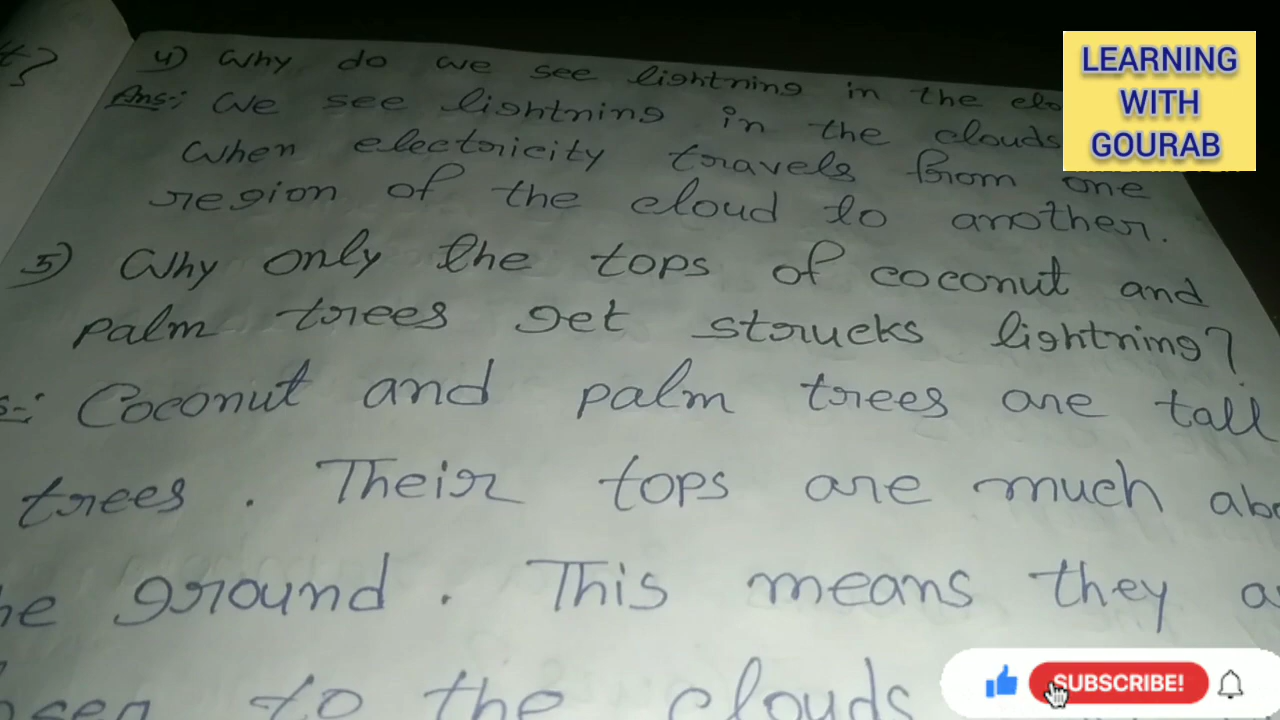 4) Why do we see lightning in the clo
Ans:- We see lightning in the clouds
when electricity travels from one
region of the cloud to another.
5) Why only the tops of coconut and
palm trees get strucks lightning?
s:- Coconut and palm trees are tall
trees. Their tops are much abo
he ground. This means they a
to the clouds
LEARNING
WITH
GOURAB
SUBSCRIBE!